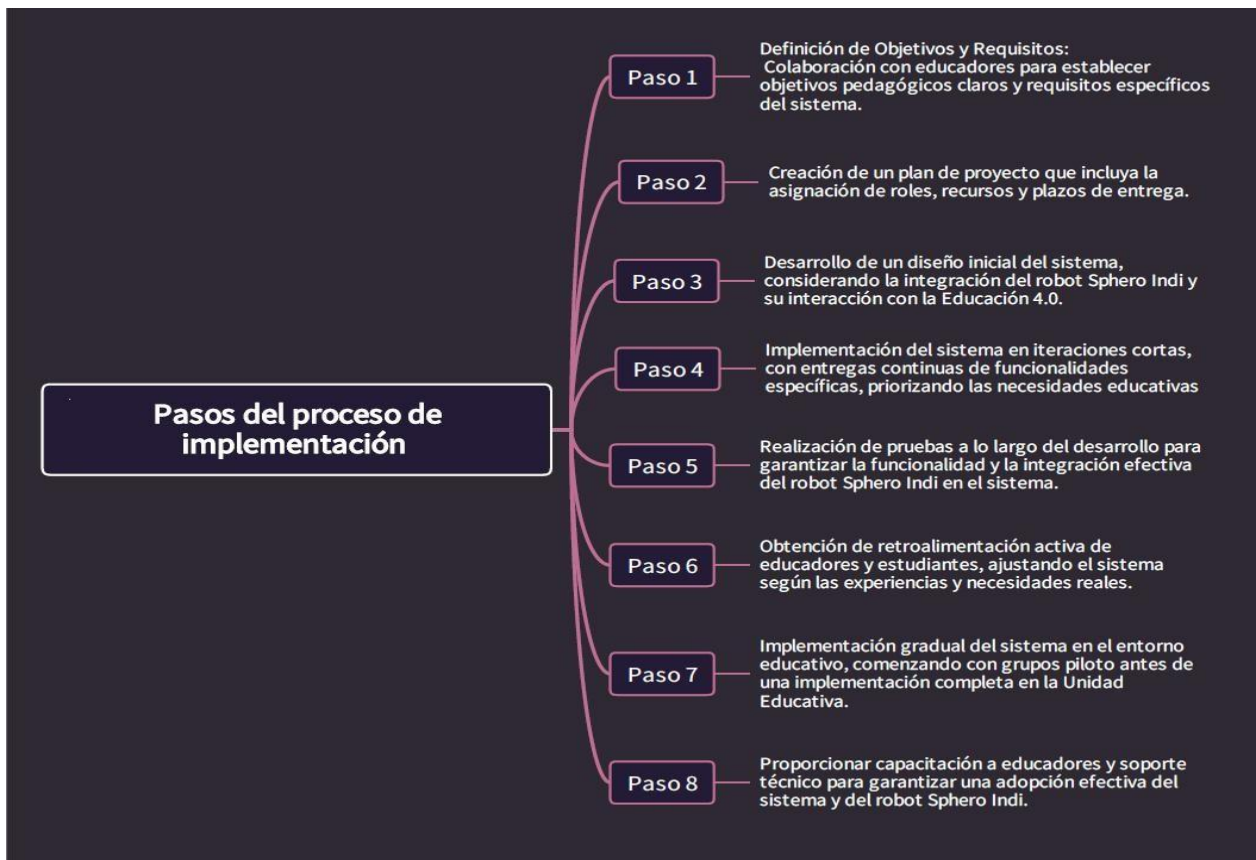 Pasos del proceso de
implementación
Paso 1
Definición de Objetivos y Requisitos:
Colaboración con educadores para establecer
objetivos pedagógicos claros y requisitos específicos
del sistema.
Paso 2
Creación de un plan de proyecto que incluya la
asignación de roles, recursos y plazos de entrega.
Paso 3
Desarrollo de un diseño inicial del sistema,
considerando la integración del robot Sphero Indi y
su interacción con la Educación 4.0.
Paso 4
Implementación del sistema en iteraciones cortas,
con entregas continuas de funcionalidades
específicas, priorizando las necesidades educativas
Paso 5
Realización de pruebas a lo largo del desarrollo para
garantizar la funcionalidad y la integración efectiva
del robot Sphero Indi en el sistema.
Paso 6
Obtención de retroalimentación activa de
educadores y estudiantes, ajustando el sistema
según las experiencias y necesidades reales.
Paso 7
Implementación gradual del sistema en el entorno
educativo, comenzando con grupos piloto antes de
una implementación completa en la Unidad
Educativa.
Paso 8
Proporcionar capacitación a educadores y soporte
técnico para garantizar una adopción efectiva del
sistema y del robot Sphero Indi.